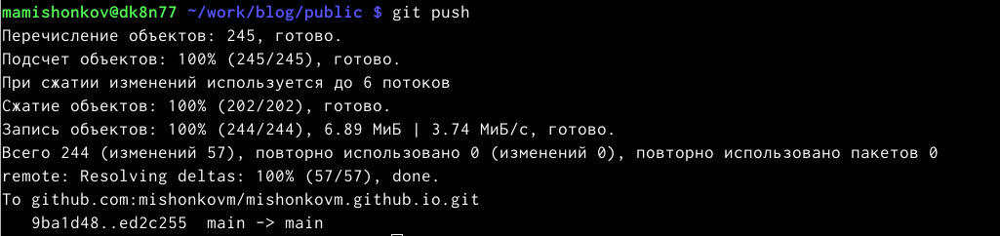 mamishonkov@dk8n77 ~/work/blog/public $ git push
Перечисление объектов: 245, готово.
Подсчет объектов: 100% (245/245), готово.
При сжатии изменений используется до 6 потоков
Сжатие объектов: 100% (202/202), готово.
Запись объектов: 100% (244/244), 6.89 МиБ | 3.74 МиБ/с, готово.
Всего 244 (изменений 57), повторно использовано 0 (изменений 0), повторно использовано пакетов 0
remote: Resolving deltas: 100% (57/57), done.
To github.com:mishonkovm/mishonkovm.github.io.git
   9ba1d48..ed2c255  main -> main